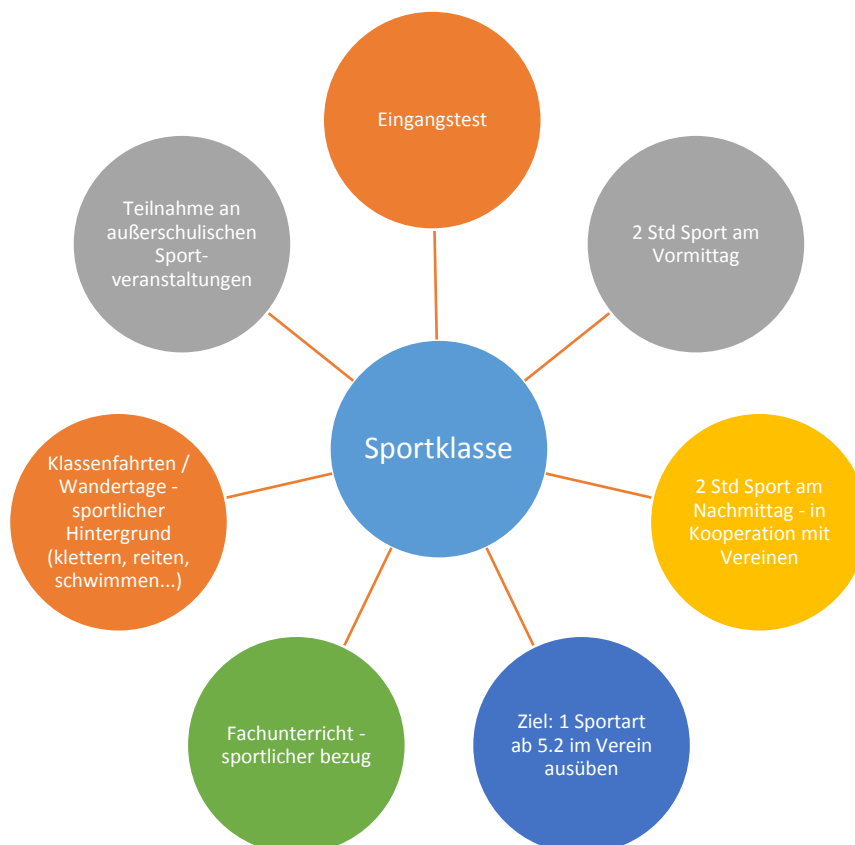 Eingangstest
Teilnahme an
außerschulischen
Sport-
veranstaltungen
2 Std Sport am
Vormittag
Sportklasse
Klassenfahrten /
Wandertage -
sportlicher
Hintergrund
(klettern, reiten,
schwimmen...)
2 Std Sport am
Nachmittag - in
Kooperation mit
Vereinen
Fachunterricht -
sportlicher bezug
Ziel: 1 Sportart
ab 5.2 im Verein
ausüben